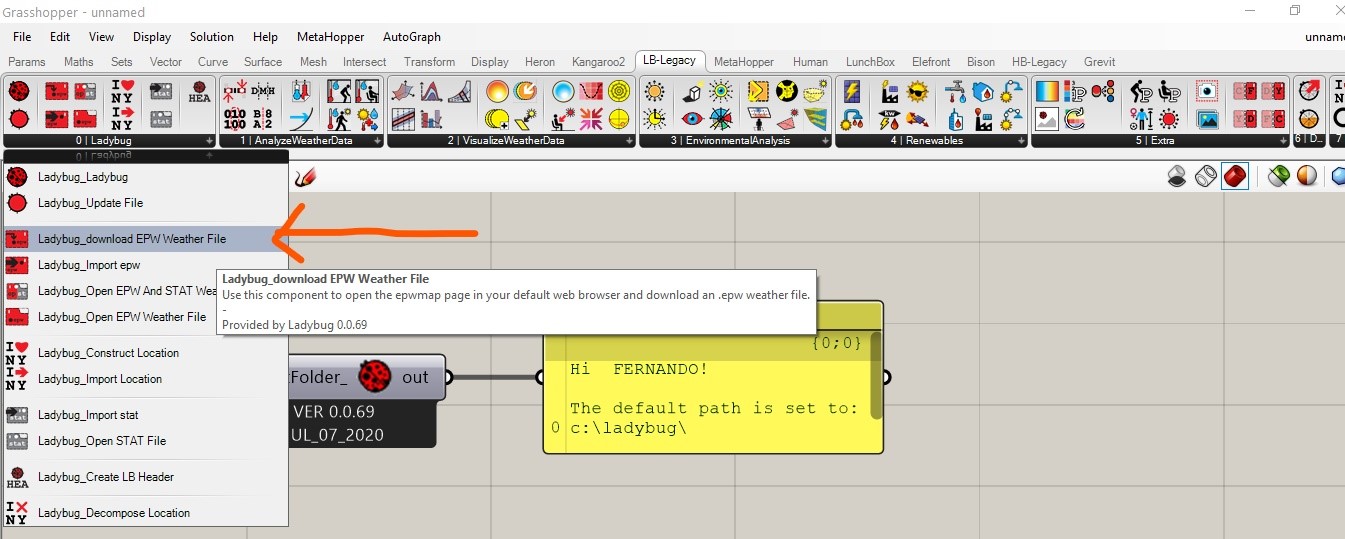 Grasshopper - unnamed
File Edit View Display Solution Help MetaHopper AutoGraph
unname
Params Maths Sets Vector Curve Surface Mesh Intersect Transform Display Heron Kangaroo2 LB-Legacy MetaHopper Human LunchBox Elefront Bison HB-Legacy Grevit
0 | Ladybug
1 | AnalyzeWeatherData
2 | VisualizeWeatherData
3 | EnvironmentalAnalysis
4 | Renewables
5 | Extra
6 | D...
7
Ladybug_Ladybug
Ladybug_Update File
Ladybug_download EPW Weather File
Ladybug_Import epw
Ladybug_Open EPW And STAT Wea
Ladybug_Open EPW Weather File
Ladybug_Construct Location
Ladybug_Import Location
Ladybug_Import stat
Ladybug_Open STAT File
Ladybug_Create LB Header
Ladybug_Decompose Location
Ladybug_download EPW Weather File
Use this component to open the epwmap page in your default web browser and download an .epw weather file.
-
Provided by Ladybug 0.0.69
tFolder_ out
VER 0.0.69
UL_07_2020
{0;0}
Hi FERNANDO!
The default path is set to:
0 c:\ladybug\